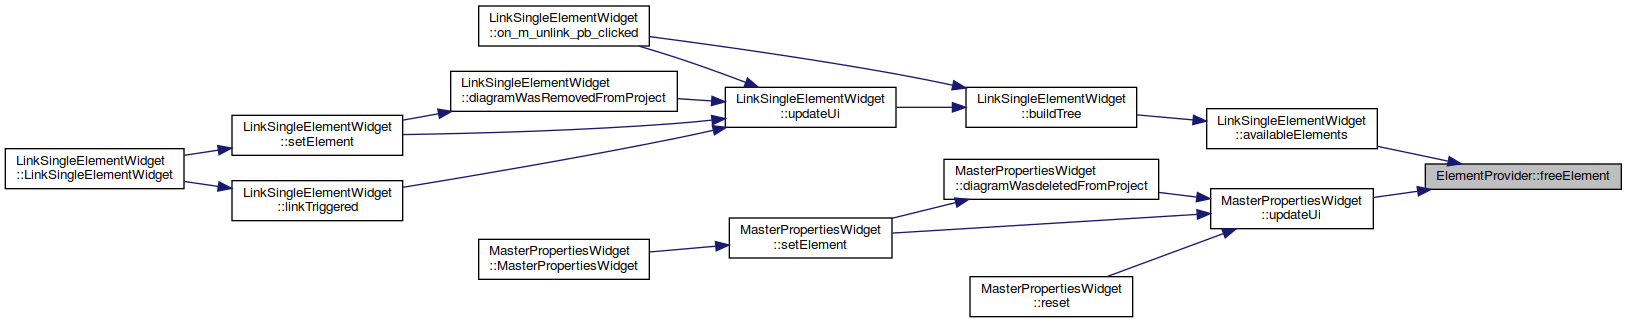 LinkSingleElementWidget
::on_m_unlink_pb_clicked
LinkSingleElementWidget
::diagramWasRemovedFromProject
LinkSingleElementWidget
::updateUi
LinkSingleElementWidget
::buildTree
LinkSingleElementWidget
::availableElements
LinkSingleElementWidget
::setElement
LinkSingleElementWidget
::LinkSingleElementWidget
LinkSingleElementWidget
::linkTriggered
MasterPropertiesWidget
::diagramWasdeletedFromProject
ElementProvider::freeElement
MasterPropertiesWidget
::updateUi
MasterPropertiesWidget
::setElement
MasterPropertiesWidget
::MasterPropertiesWidget
MasterPropertiesWidget
::reset